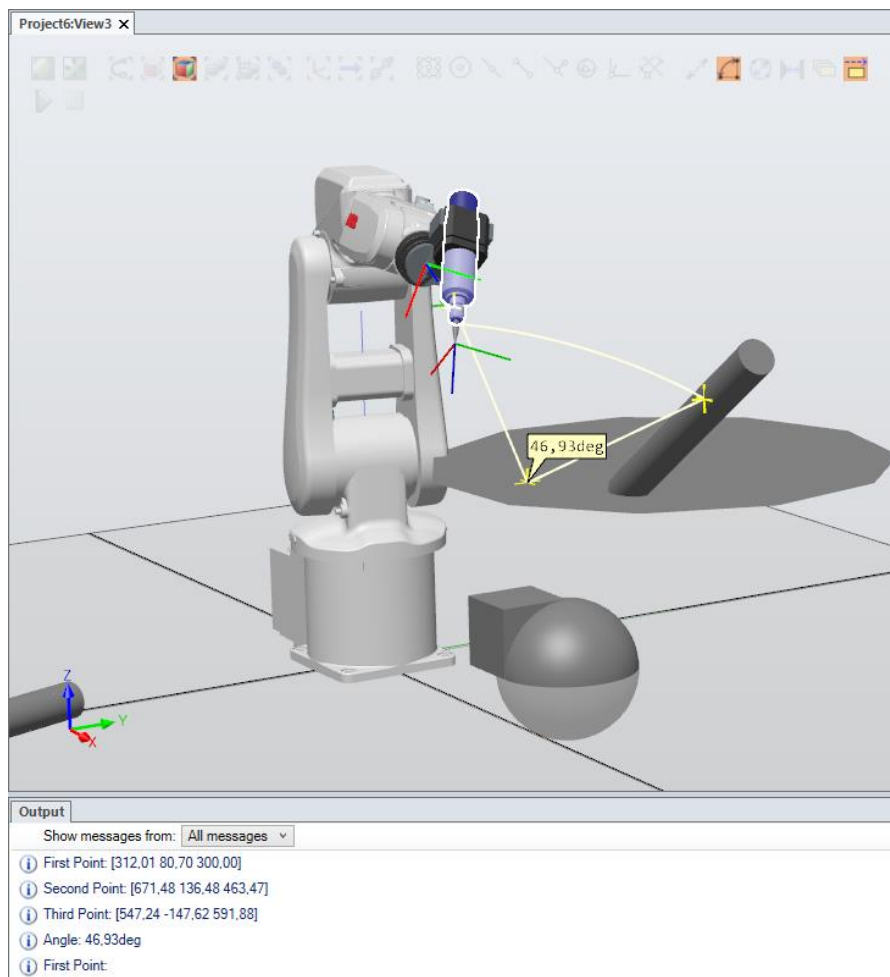 Project6:View3
46,93deg
Z
Y
X
Output
Show messages from: All messages
First Point: [312,01 80,70 300,00]
Second Point: [671,48 136,48 463,47]
Third Point: [547,24 -147,62 591,88]
Angle: 46,93deg
First Point: